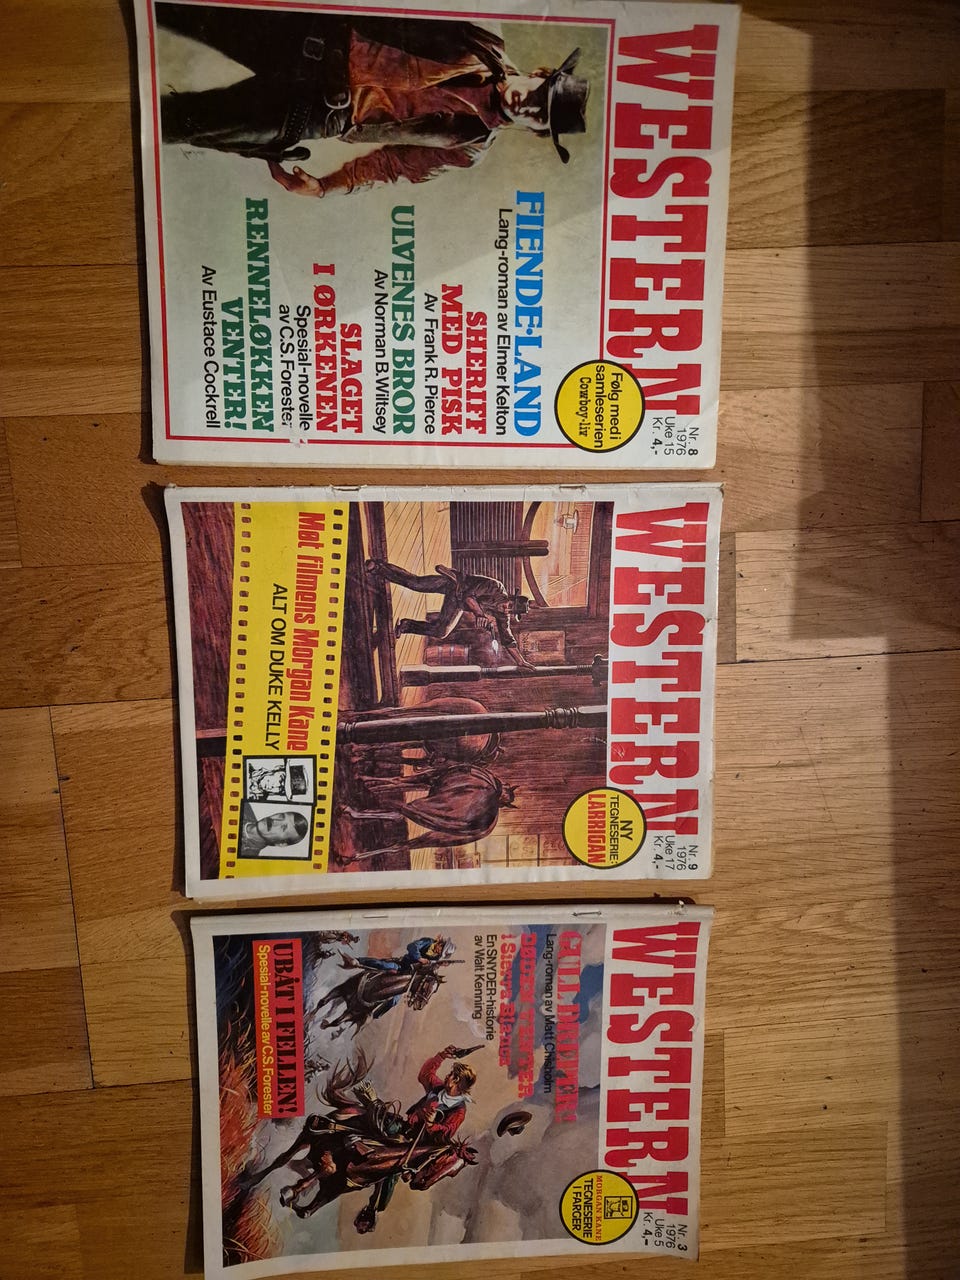 WESTERN
Nr. 8
1976
Uke 15
Kr. 4,-
Følg med i
samleserien
Cowboy-liv
FIENDE-LAND
Lang-roman av Elmer Kelton
SHERIFF
MED PISK
Av Frank R. Pierce
ULVENES BROR
Av Norman B. Wiltsey
SLAGET
I ØRKENEN
Spesial-novelle
av C.S. Forester
RENNELØKKEN
VENTER!
Av Eustace Cockrell
WESTERN
Nr. 9
1976
Uke 17
Kr. 4,-
NY
TEGNESERIE:
LARRIGAN
Møt filmens Morgan Kane
ALT OM DUKE KELLY
WESTERN
Nr. 3
1976
Uke 5
Kr. 4,-
MORGAN KANE
TEGNESERIE
I FARGER
Lang-roman av Matt Chisholm
i Sierra Blanca
En SNYDER-historie
av Walt Kenning
UBÅT I FELLEN!
Spesial-novelle av C.S. Forester